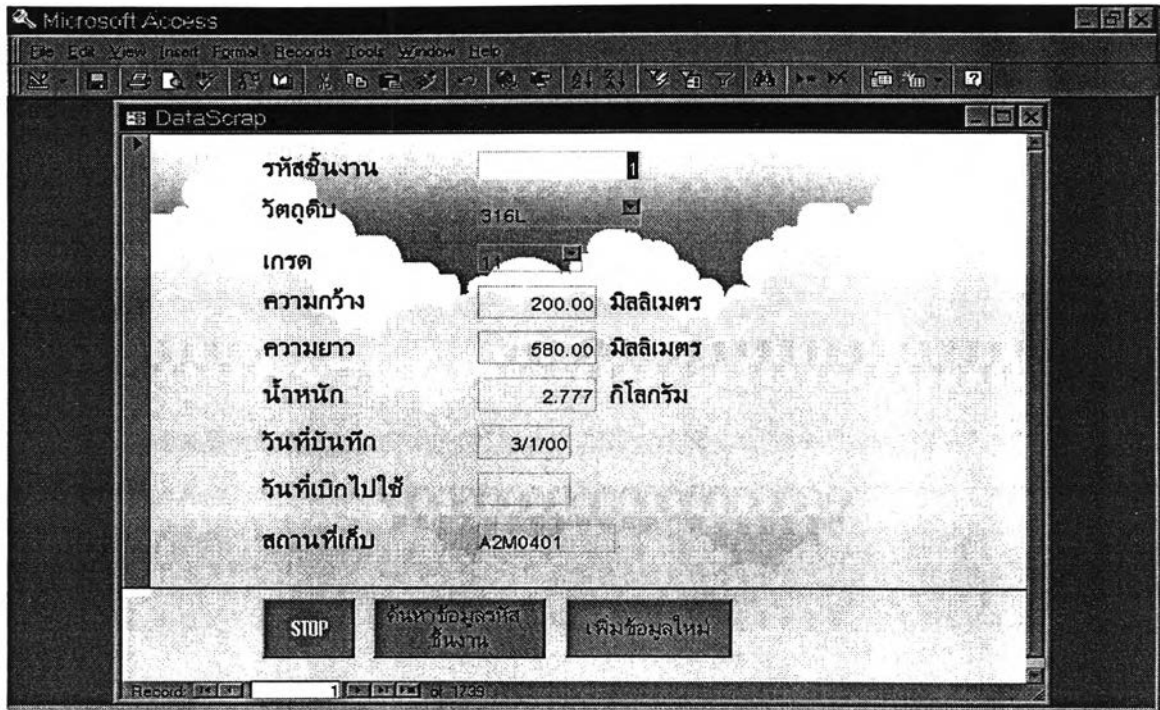 Microsoft Access
File Edit View Insert Format Records Tools Window Help
DataScrap
รหัสชิ้นงาน 1
วัตถุดิบ 316L
เกรด 11
ความกว้าง 200.00 มิลลิเมตร
ความยาว 580.00 มิลลิเมตร
น้ำหนัก 2.777 กิโลกรัม
วันที่บันทึก 3/1/00
วันที่เบิกไปใช้
สถานที่เก็บ A2M0401
STOP
ค้นหาข้อมูลรหัส
ชิ้นงาน
เพิ่มข้อมูลใหม่
Record: 1 of 1739